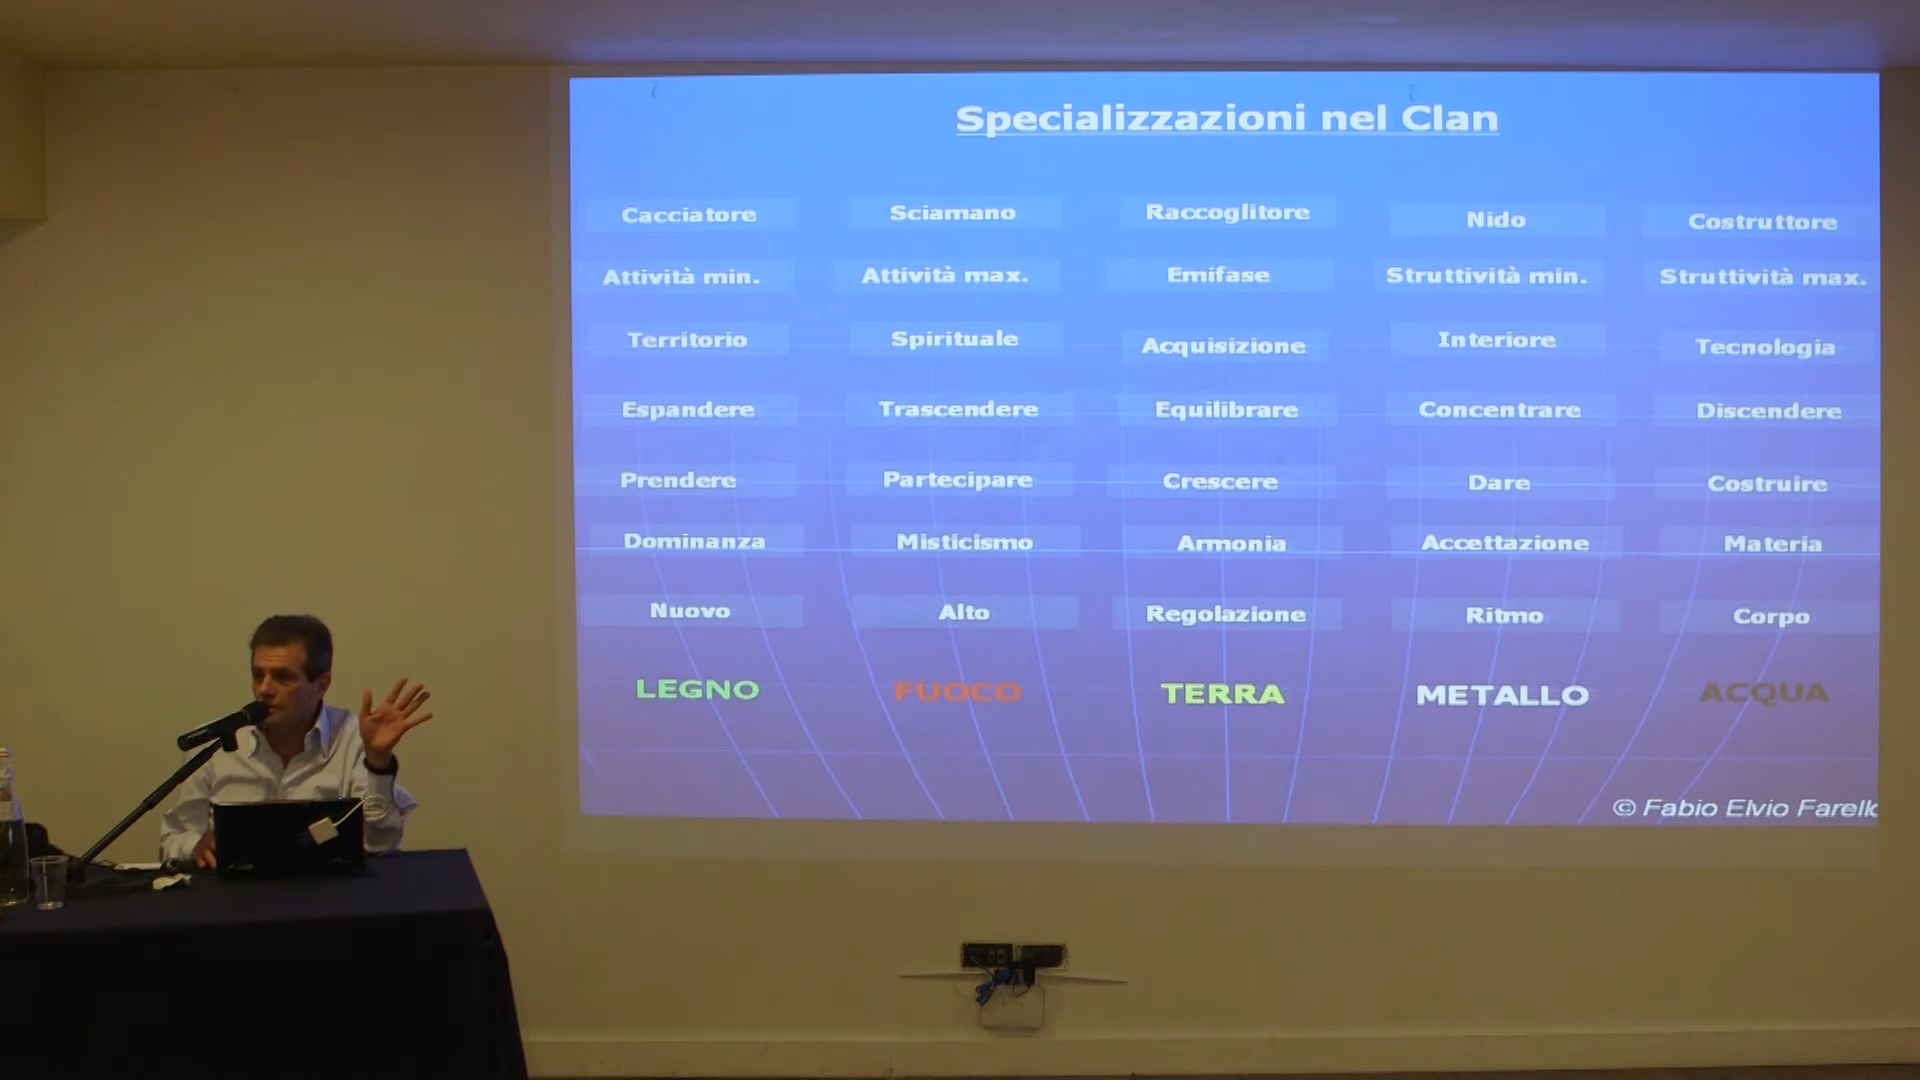 Specializzazioni nel Clan
Cacciatore Sciamano Raccoglitore Nido Costruttore
Attività min. Attività max. Emifase Struttività min. Struttività max.
Territorio Spirituale Acquisizione Interiore Tecnologia
Espandere Trascendere Equilibrare Concentrare Discendere
Prendere Partecipare Crescere Dare Costruire
Dominanza Misticismo Armonia Accettazione Materia
Nuovo Alto Regolazione Ritmo Corpo
LEGNO FUOCO TERRA METALLO ACQUA
© Fabio Elvio Farello